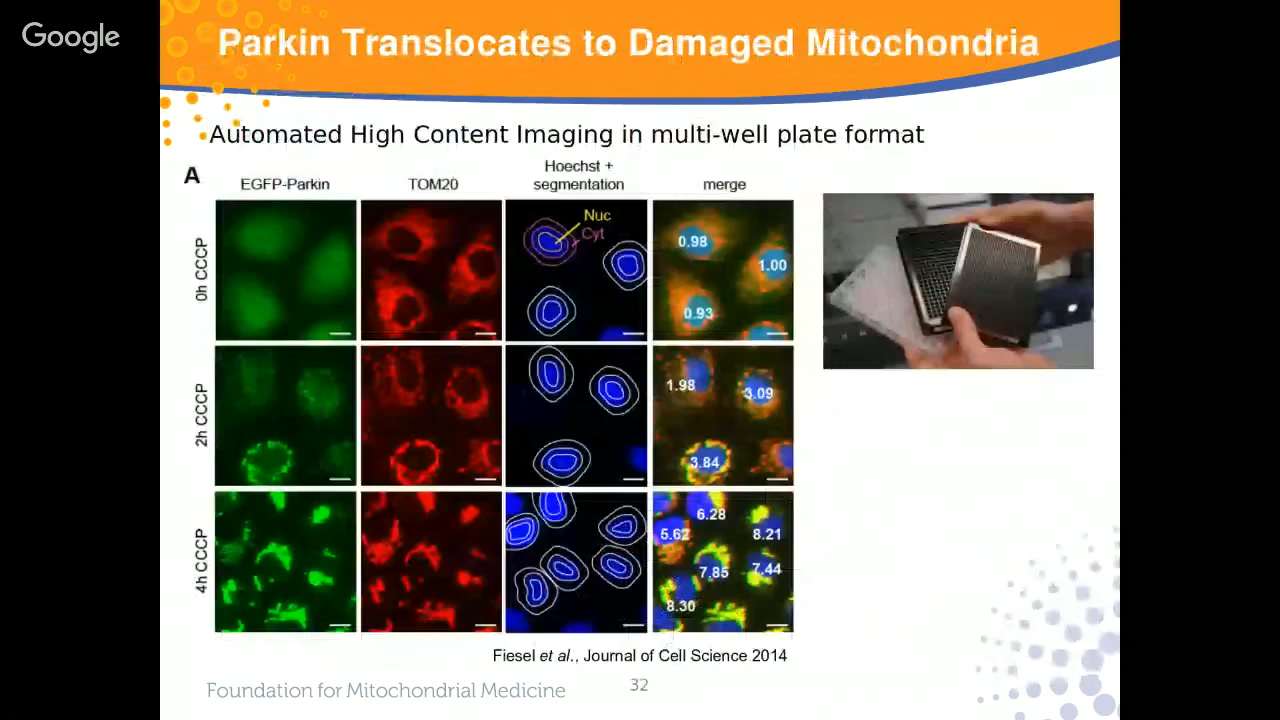 Google
Parkin Translocates to Damaged Mitochondria
Automated High Content Imaging in multi-well plate format
A
EGFP-Parkin
TOM20
Hoechst +
segmentation
merge
0h CCCP
Nuc
Cyt
0.98
1.00
0.93
2h CCCP
1.98
3.09
3.84
4h CCCP
6.28
5.62
8.21
7.85
7.44
8.30
Fiesel et al., Journal of Cell Science 2014
Foundation for Mitochondrial Medicine
32